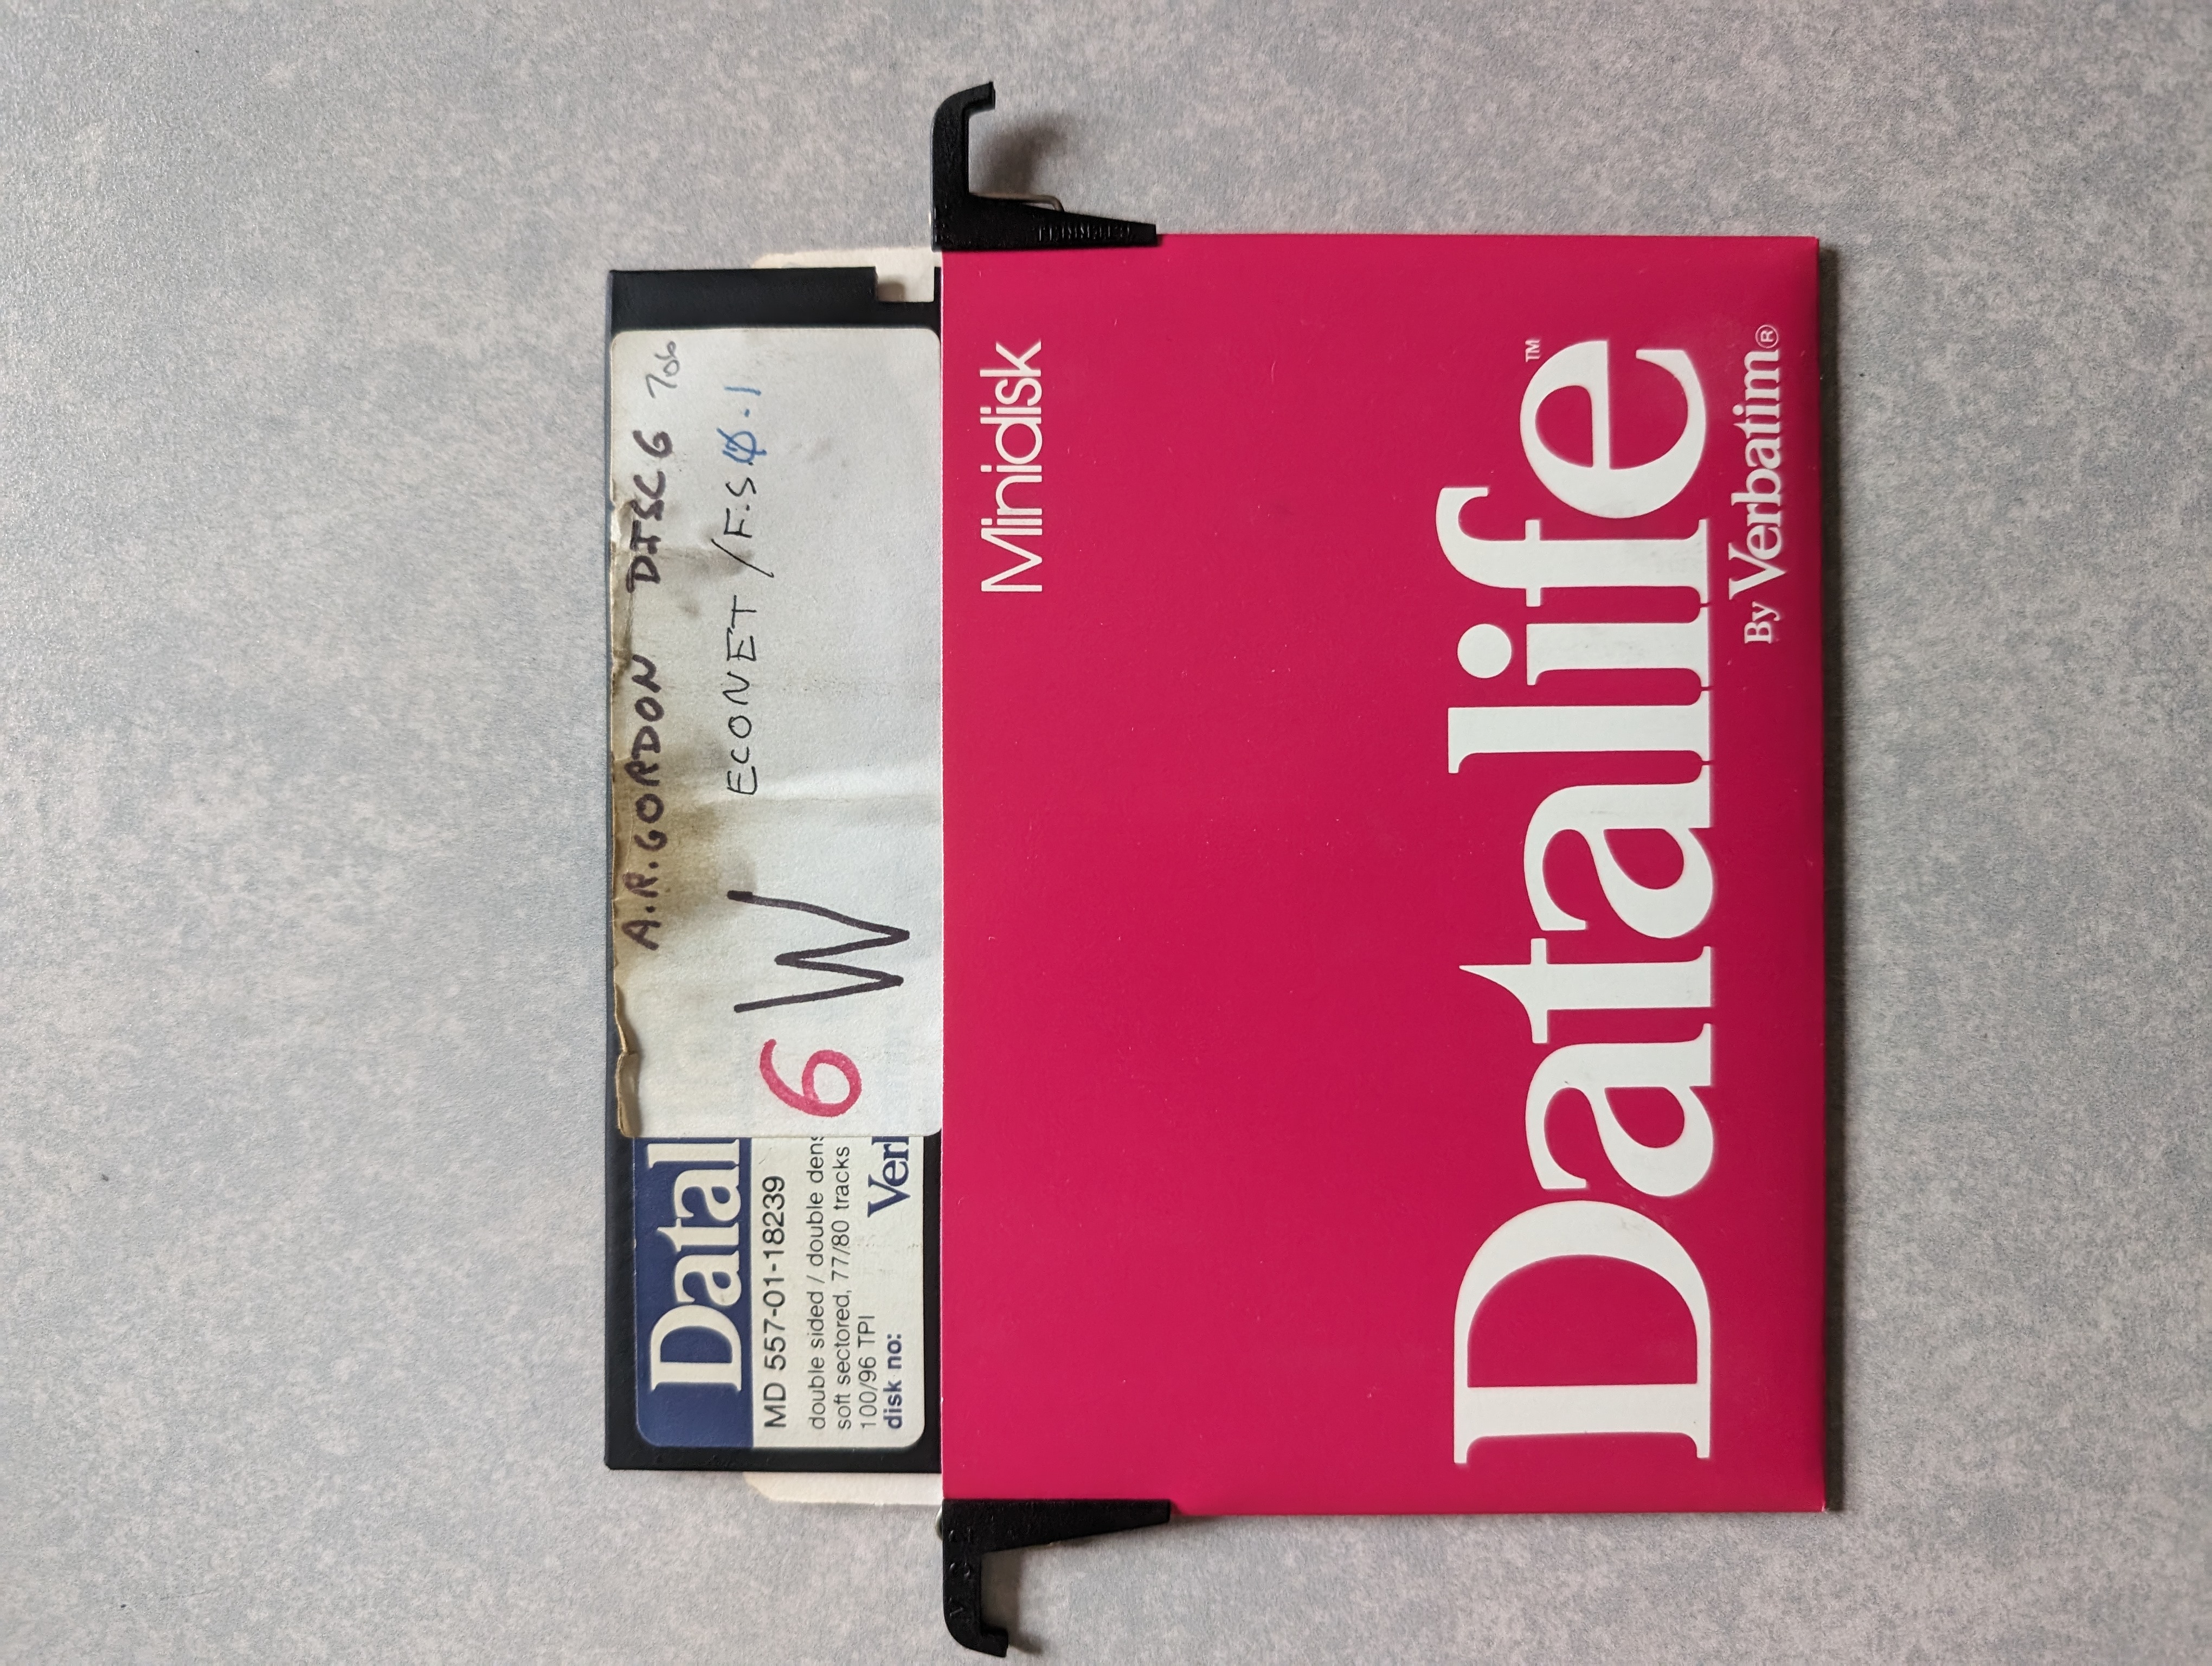 A.R.GORDON DISC 6 706
ECONET / F.S 0.1
6 W
Datal
MD 557-01-18239
double sided / double dens
soft sectored, 77/80 tracks
100/96 TPI
disk no:
Verb
Minidisk
Datalife™
By Verbatim®